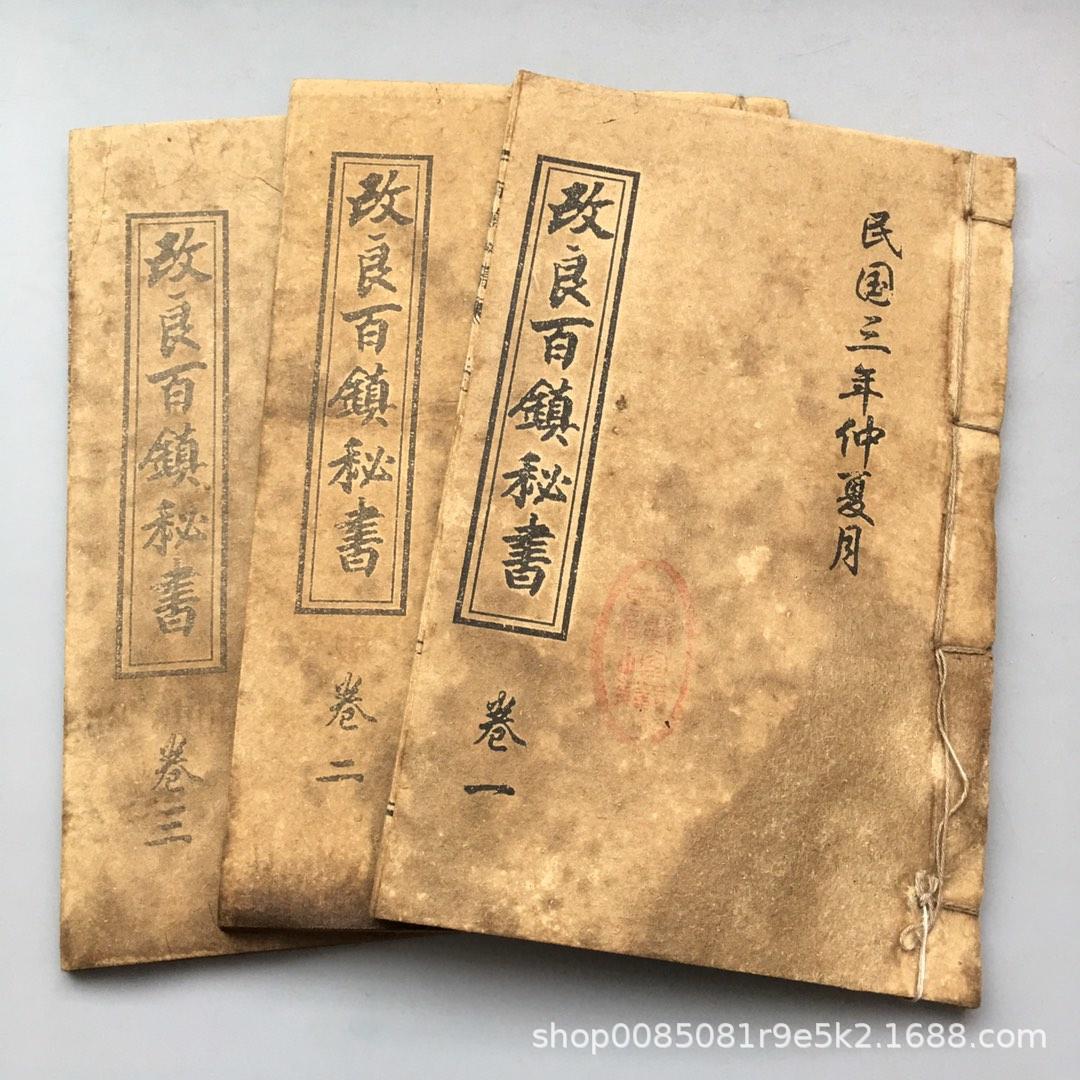 民国三年仲夏月
改良百鎮秘書
卷一
改良百鎮秘書
卷二
改良百鎮秘書
卷三
shop0085081r9e5k2.1688.com